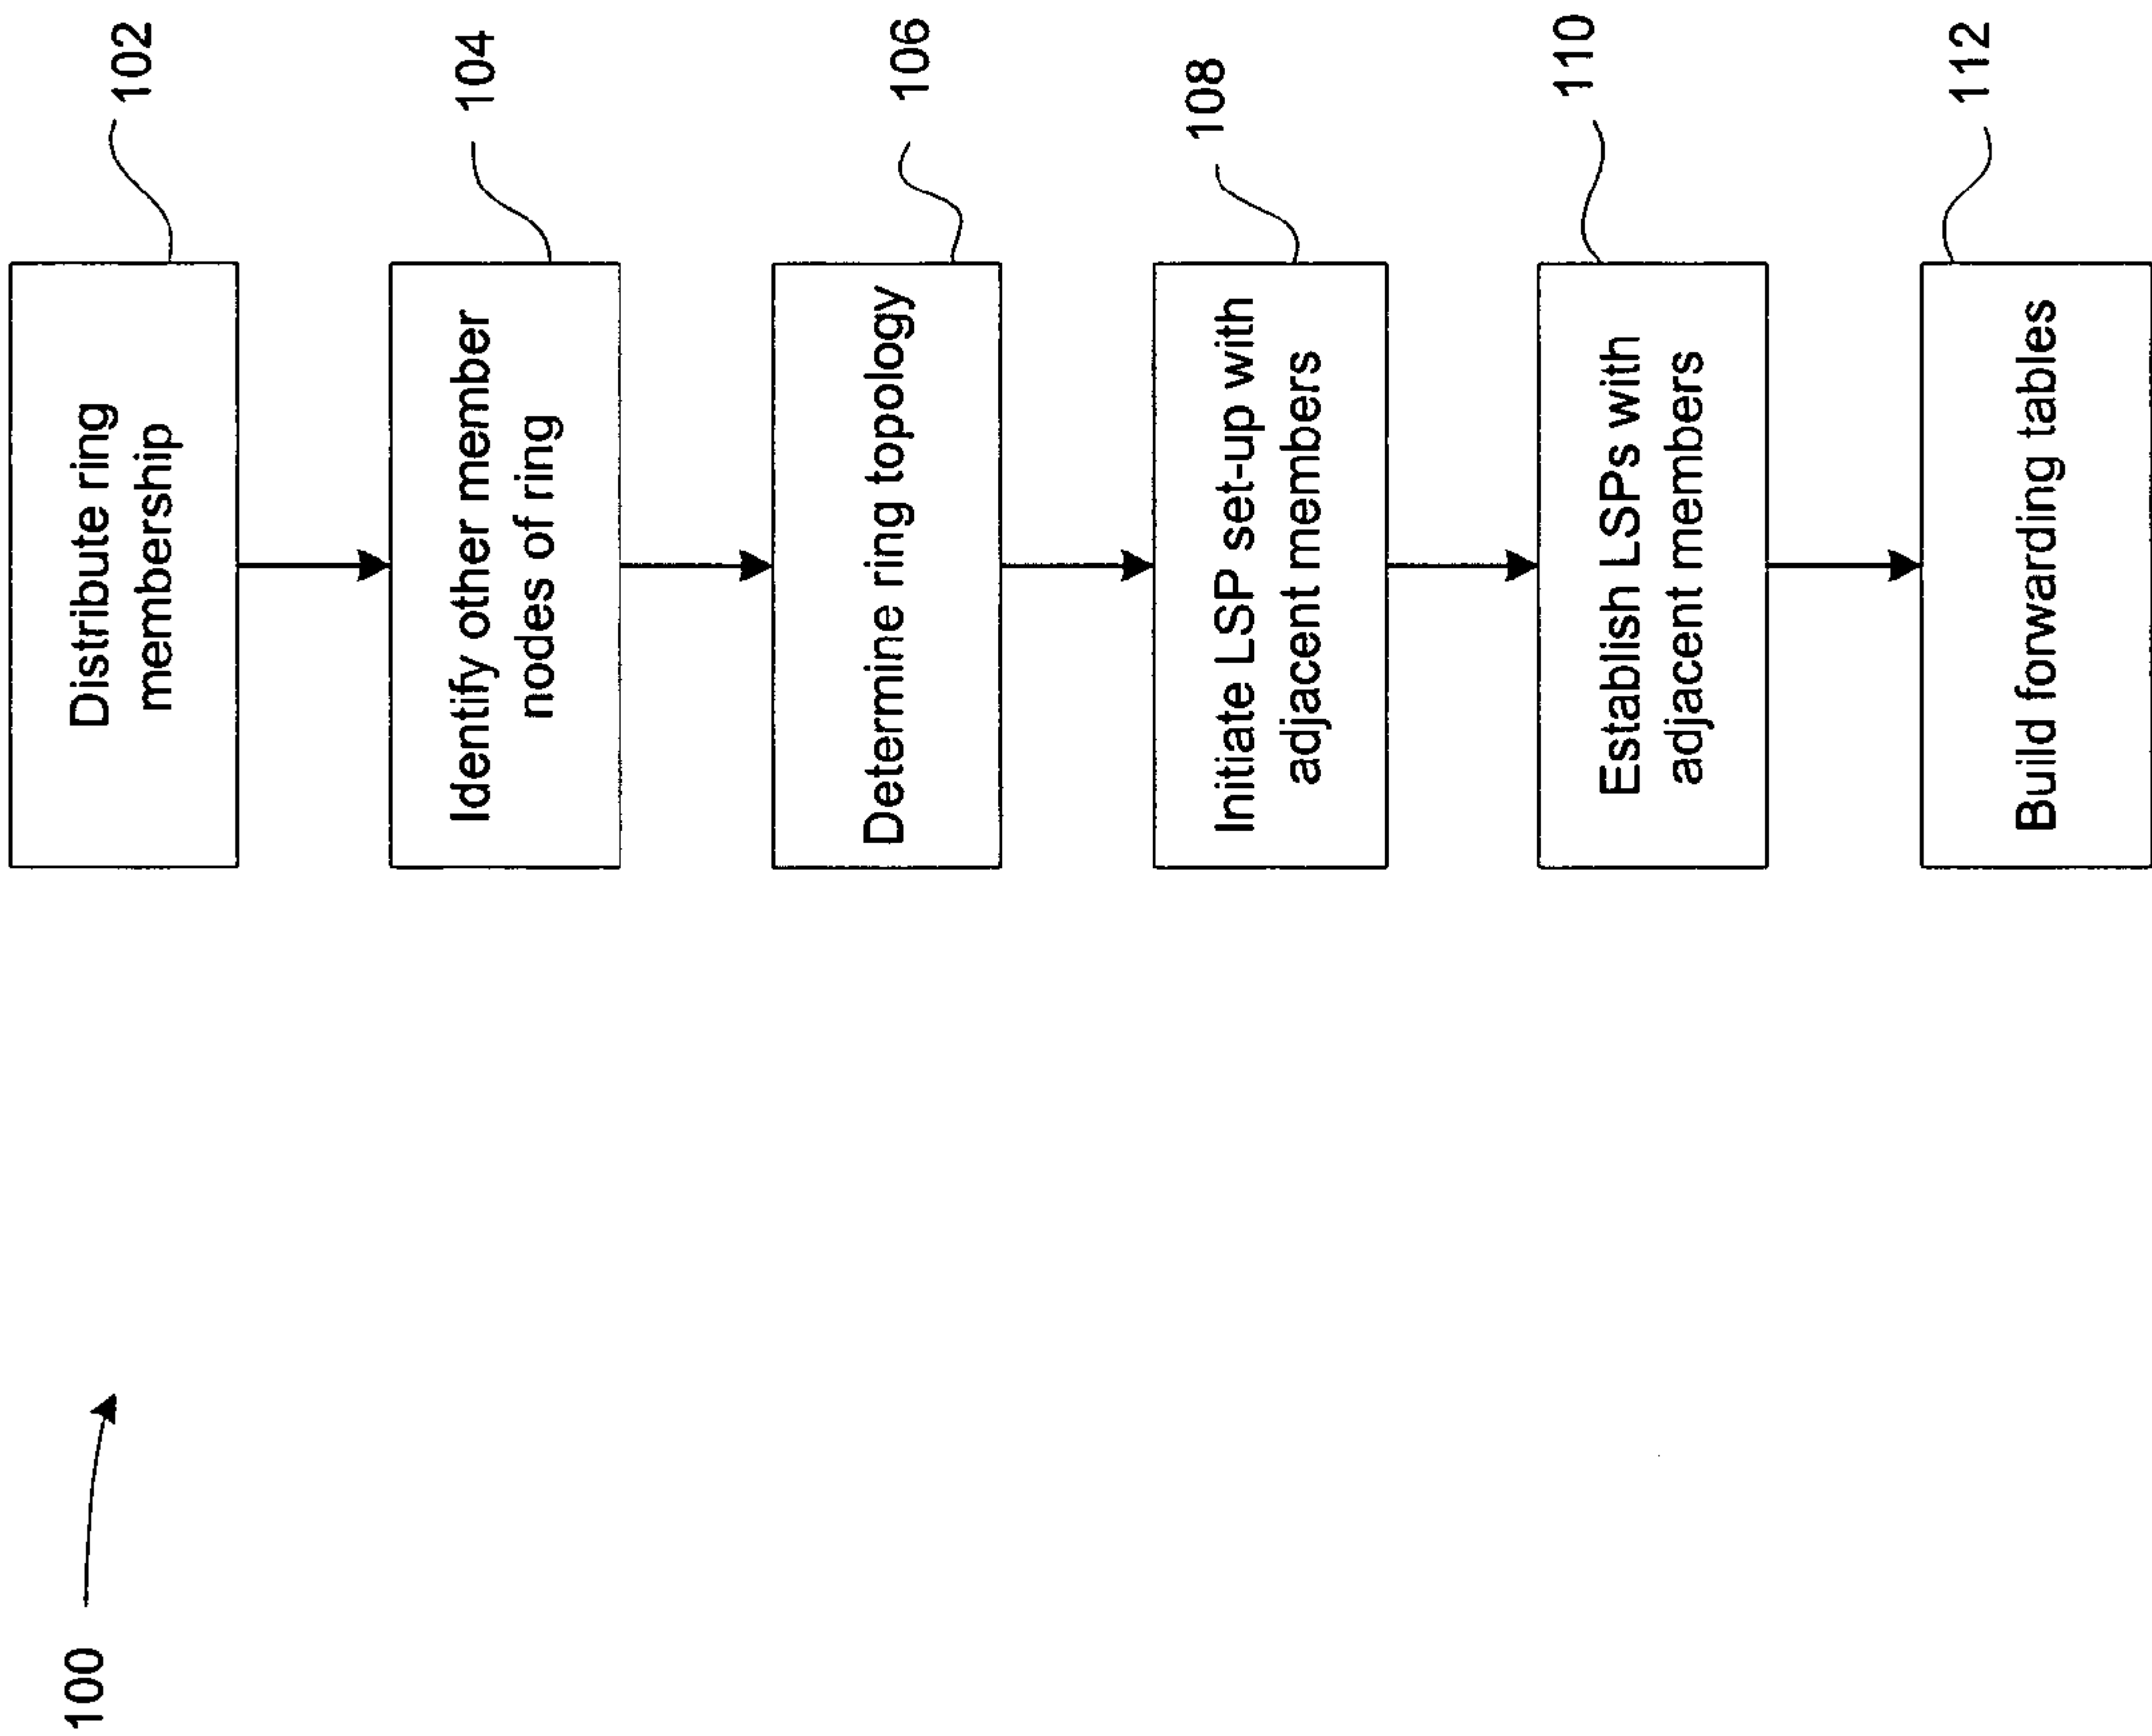 100
Distribute ring
membership
102
Identify other member
nodes of ring
104
Determine ring topology
106
Initiate LSP set-up with
adjacent members
108
Establish LSPs with
adjacent members
110
Build forwarding tables
112